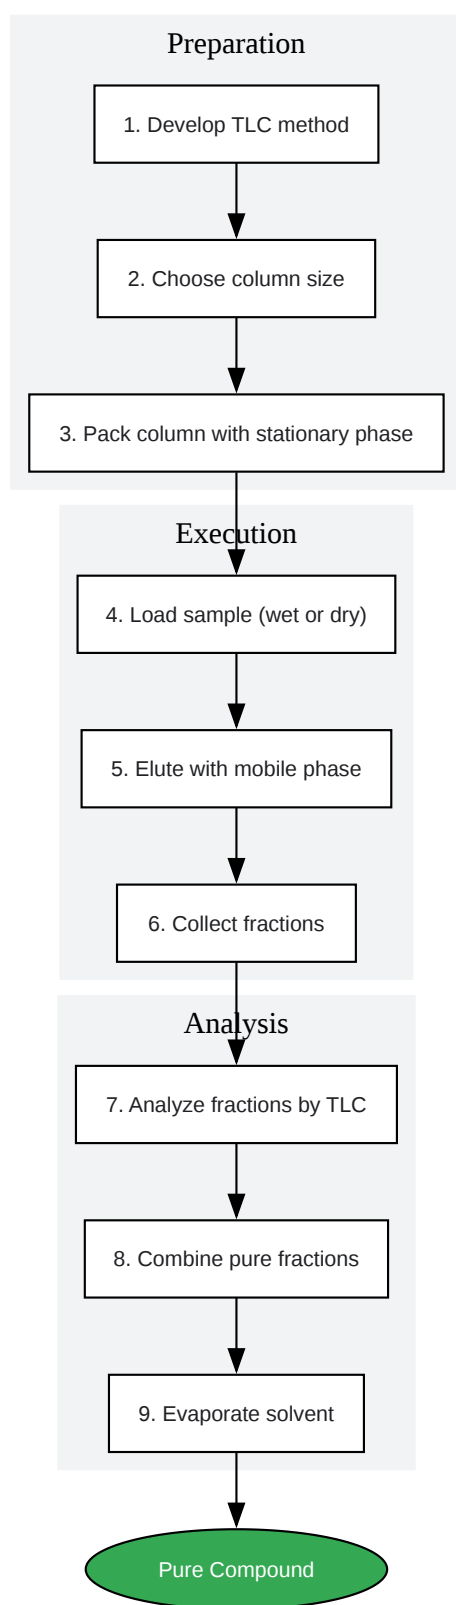 Preparation
1. Develop TLC method
2. Choose column size
3. Pack column with stationary phase
Execution
4. Load sample (wet or dry)
5. Elute with mobile phase
6. Collect fractions
Analysis
7. Analyze fractions by TLC
8. Combine pure fractions
9. Evaporate solvent
Pure Compound